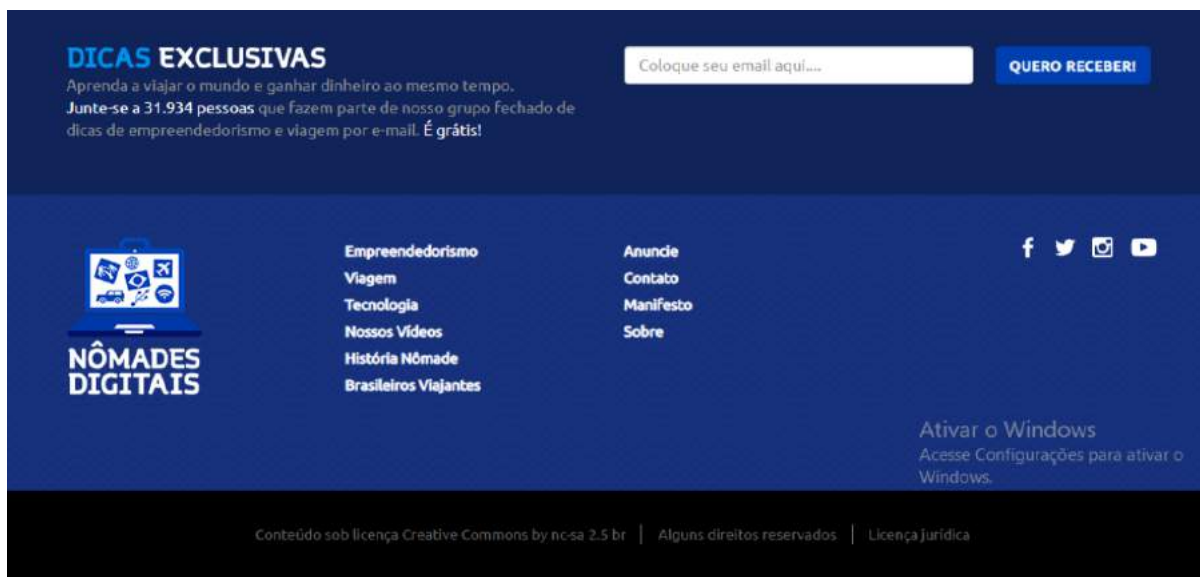 DICAS EXCLUSIVAS
Aprenda a viajar o mundo e ganhar dinheiro ao mesmo tempo.
Junte-se a 31.934 pessoas que fazem parte de nosso grupo fechado de
dicas de empreendedorismo e viagem por e-mail. É grátis!
Coloque seu email aqui....
QUERO RECEBER!
NÔMADES
DIGITAIS
Empreendedorismo
Viagem
Tecnologia
Nossos Vídeos
História Nômade
Brasileiros Viajantes
Anuncie
Contato
Manifesto
Sobre
Ativar o Windows
Acesse Configurações para ativar o
Windows.
Conteúdo sob licença Creative Commons by nc-sa 2.5 br | Alguns direitos reservados | Licença jurídica